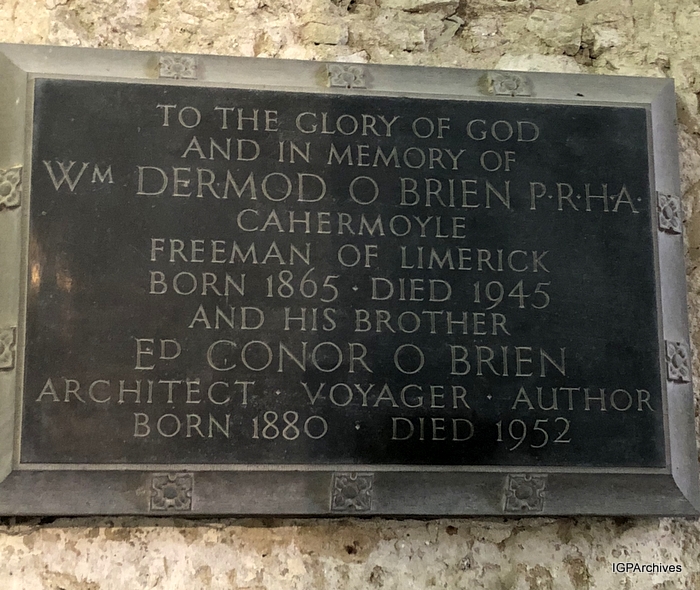 TO THE GLORY OF GOD
AND IN MEMORY OF
WM DERMOD O BRIEN P·R·H·A·
CAHERMOYLE
FREEMAN OF LIMERICK
BORN 1865 · DIED 1945
AND HIS BROTHER
ED CONOR O BRIEN
ARCHITECT · VOYAGER · AUTHOR
BORN 1880 · DIED 1952
IGPArchives